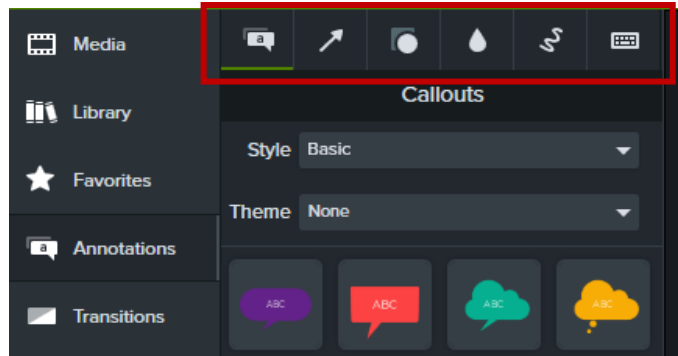 Media
Library
Favorites
Annotations
Transitions
a
a
Callouts
Style Basic
Theme None
ABC ABC ABC ABC